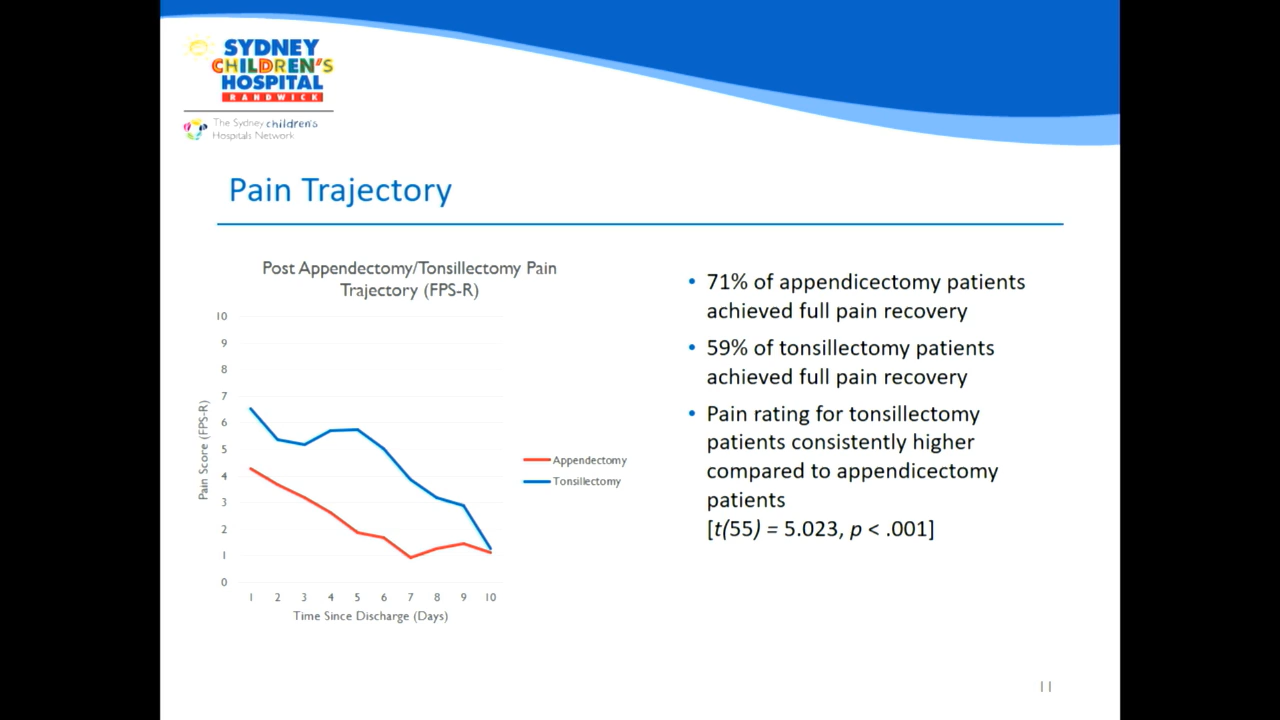 SYDNEY
CHILDREN'S
HOSPITAL
RANDWICK
The Sydney children's
Hospitals Network
Pain Trajectory
Post Appendectomy/Tonsillectomy Pain
Trajectory (FPS-R)
10
9
8
7
6
5
4
3
2
1
0
Pain Score (FPS-R)
1 2 3 4 5 6 7 8 9 10
Time Since Discharge (Days)
Appendectomy
Tonsillectomy
• 71% of appendicectomy patients
achieved full pain recovery
• 59% of tonsillectomy patients
achieved full pain recovery
• Pain rating for tonsillectomy
patients consistently higher
compared to appendicectomy
patients
[t(55) = 5.023, p < .001]
11